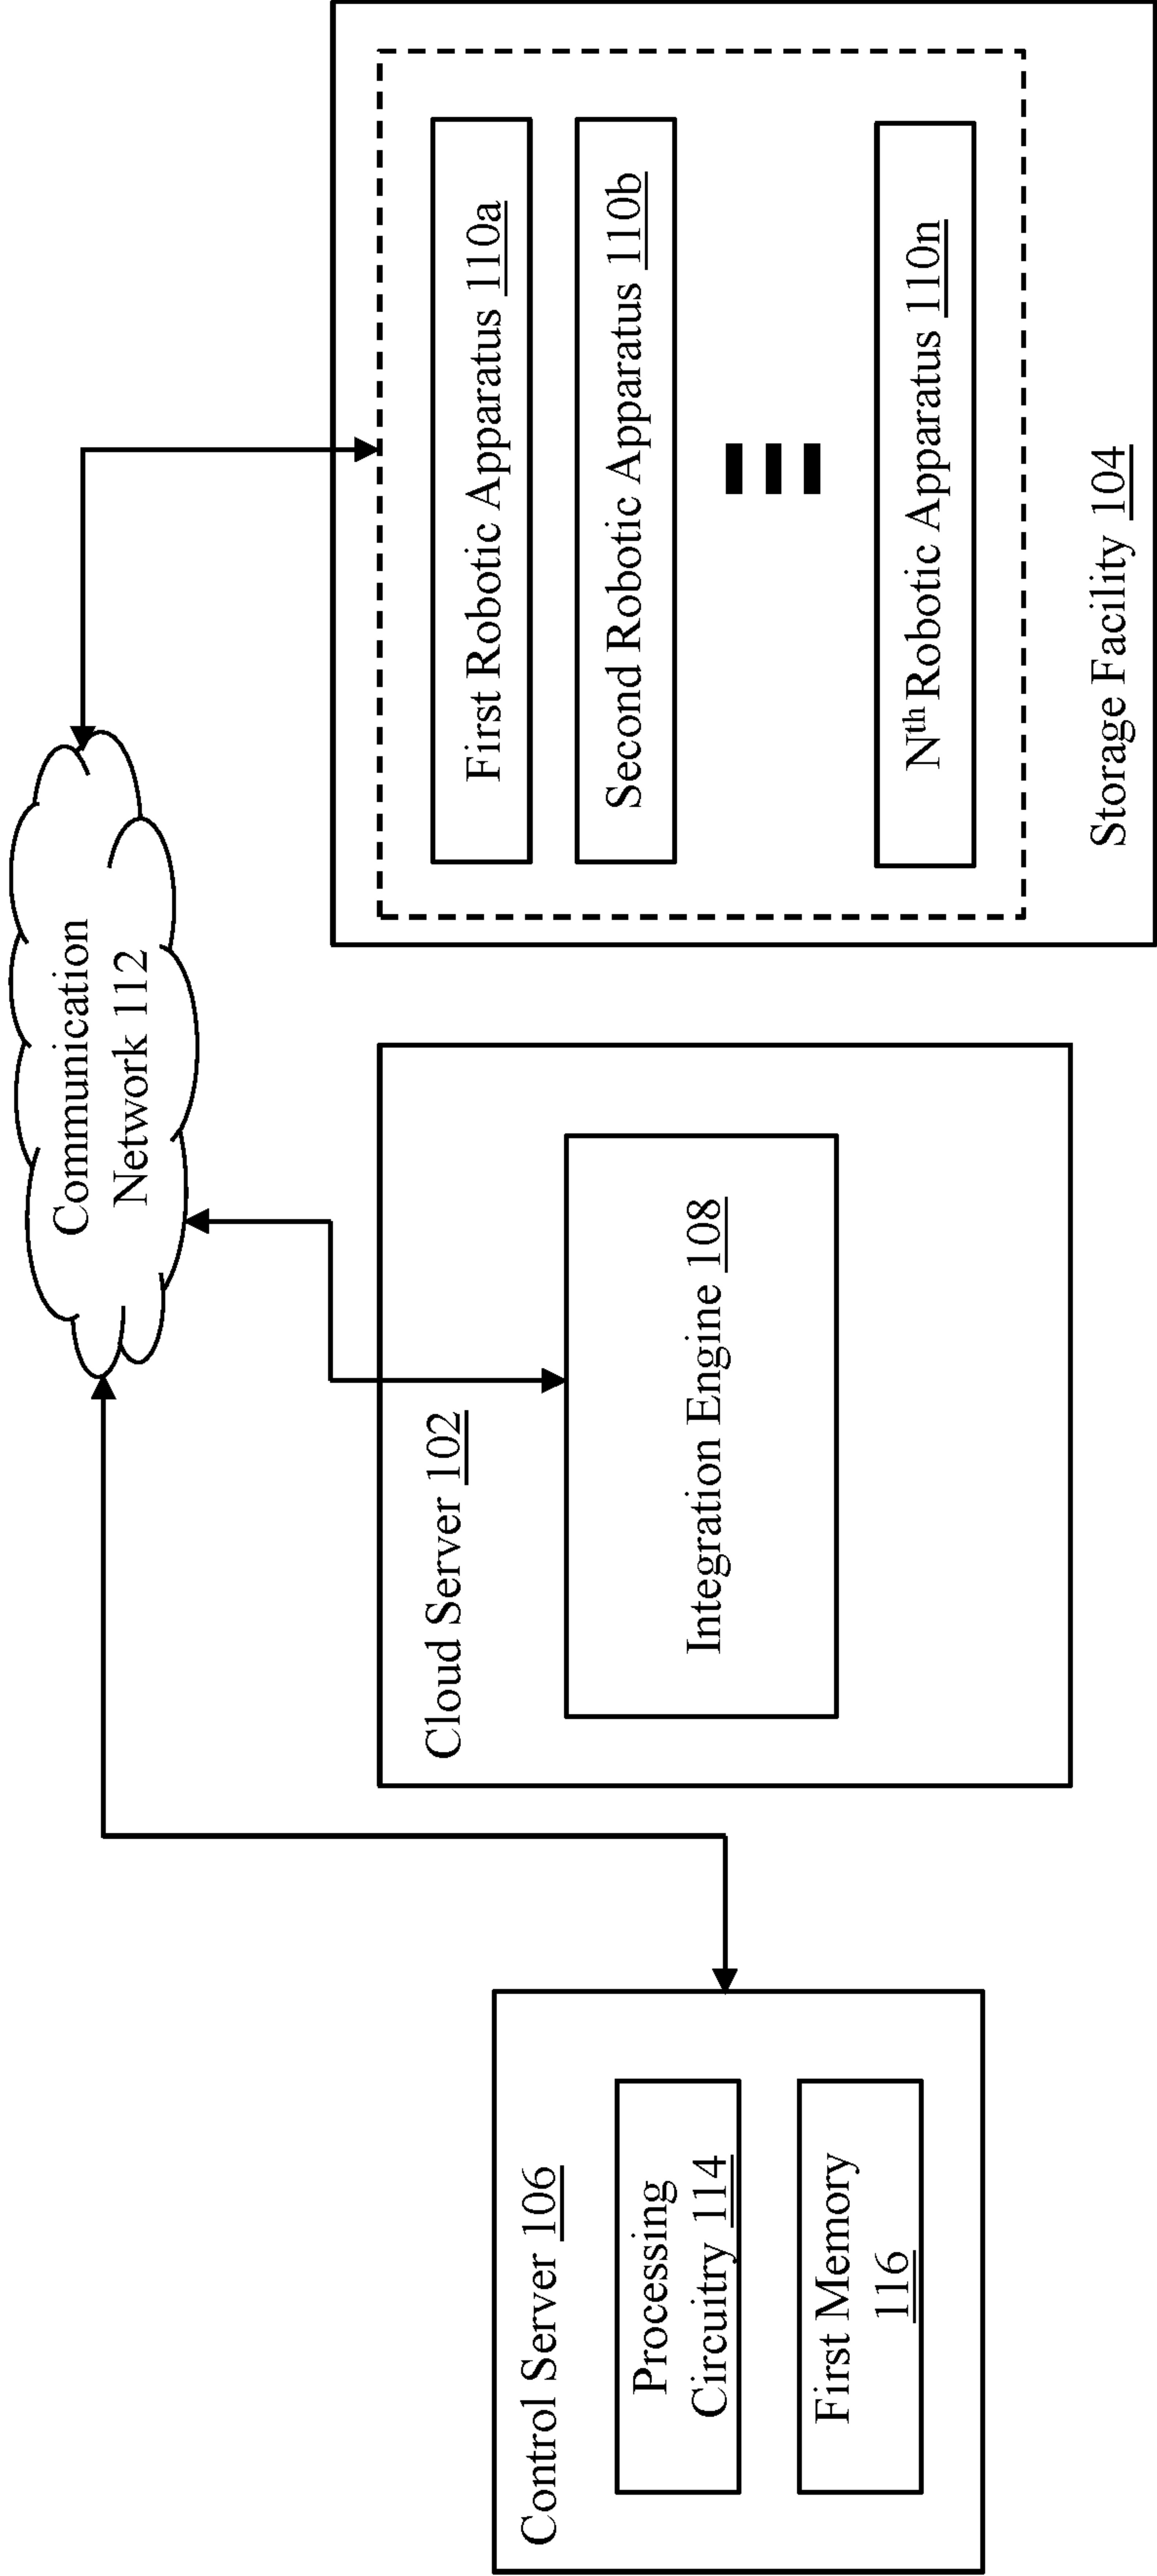 Communication
Network 112
Control Server 106
Processing
Circuitry 114
First Memory
116
Cloud Server 102
Integration Engine 108
First Robotic Apparatus 110a
Second Robotic Apparatus 110b
Nth Robotic Apparatus 110n
Storage Facility 104